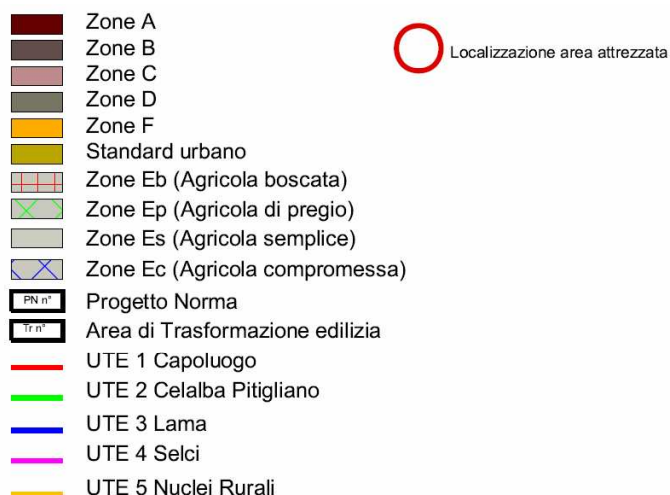 Zone A
Zone B
Zone C
Zone D
Zone F
Standard urbano
Zone Eb (Agricola boscata)
Zone Ep (Agricola di pregio)
Zone Es (Agricola semplice)
Zone Ec (Agricola compromessa)
PN n° Progetto Norma
Tr n° Area di Trasformazione edilizia
UTE 1 Capoluogo
UTE 2 Celalba Pitigliano
UTE 3 Lama
UTE 4 Selci
UTE 5 Nuclei Rurali
Localizzazione area attrezzata